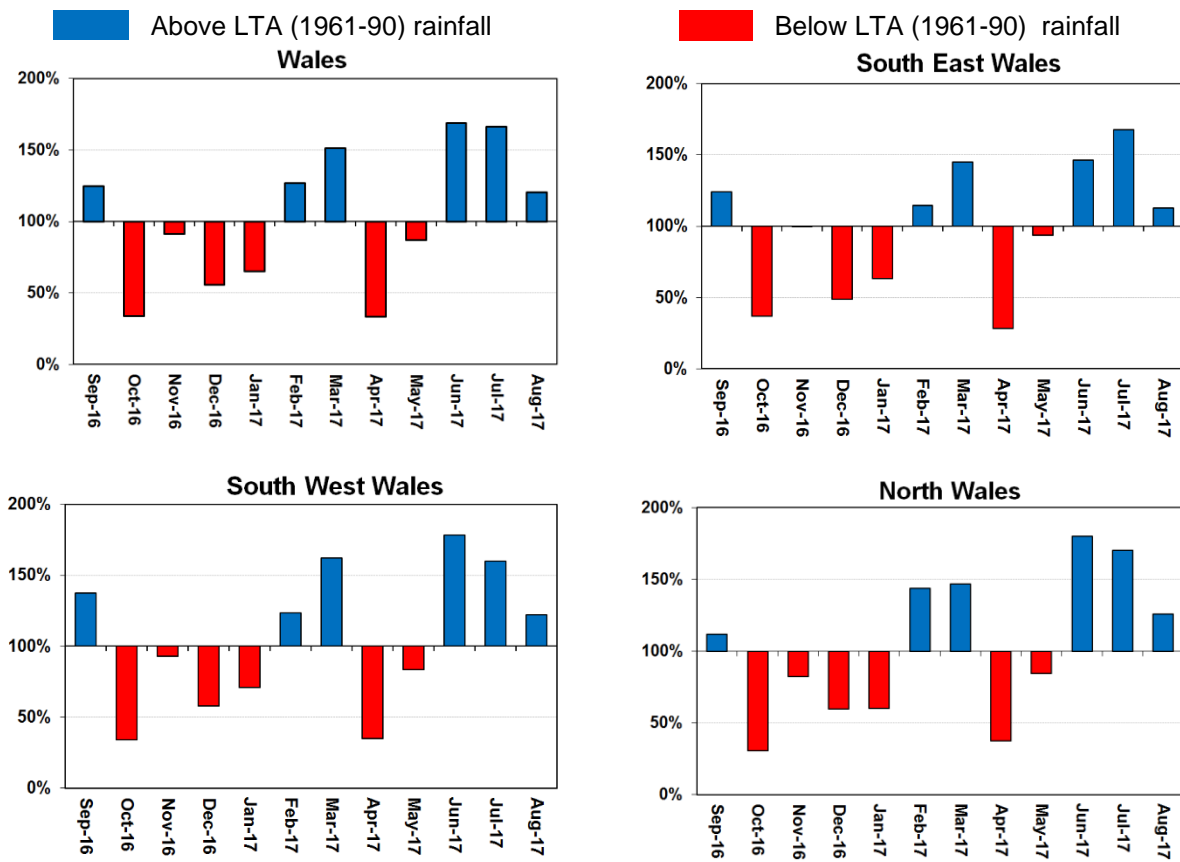 Above LTA (1961-90) rainfall
Below LTA (1961-90) rainfall
Wales
200%
150%
100%
50%
0%
Sep-16
Oct-16
Nov-16
Dec-16
Jan-17
Feb-17
Mar-17
Apr-17
May-17
Jun-17
Jul-17
Aug-17
South East Wales
200%
150%
100%
50%
0%
Sep-16
Oct-16
Nov-16
Dec-16
Jan-17
Feb-17
Mar-17
Apr-17
May-17
Jun-17
Jul-17
Aug-17
South West Wales
200%
150%
100%
50%
0%
Sep-16
Oct-16
Nov-16
Dec-16
Jan-17
Feb-17
Mar-17
Apr-17
May-17
Jun-17
Jul-17
Aug-17
North Wales
200%
150%
100%
50%
0%
Sep-16
Oct-16
Nov-16
Dec-16
Jan-17
Feb-17
Mar-17
Apr-17
May-17
Jun-17
Jul-17
Aug-17